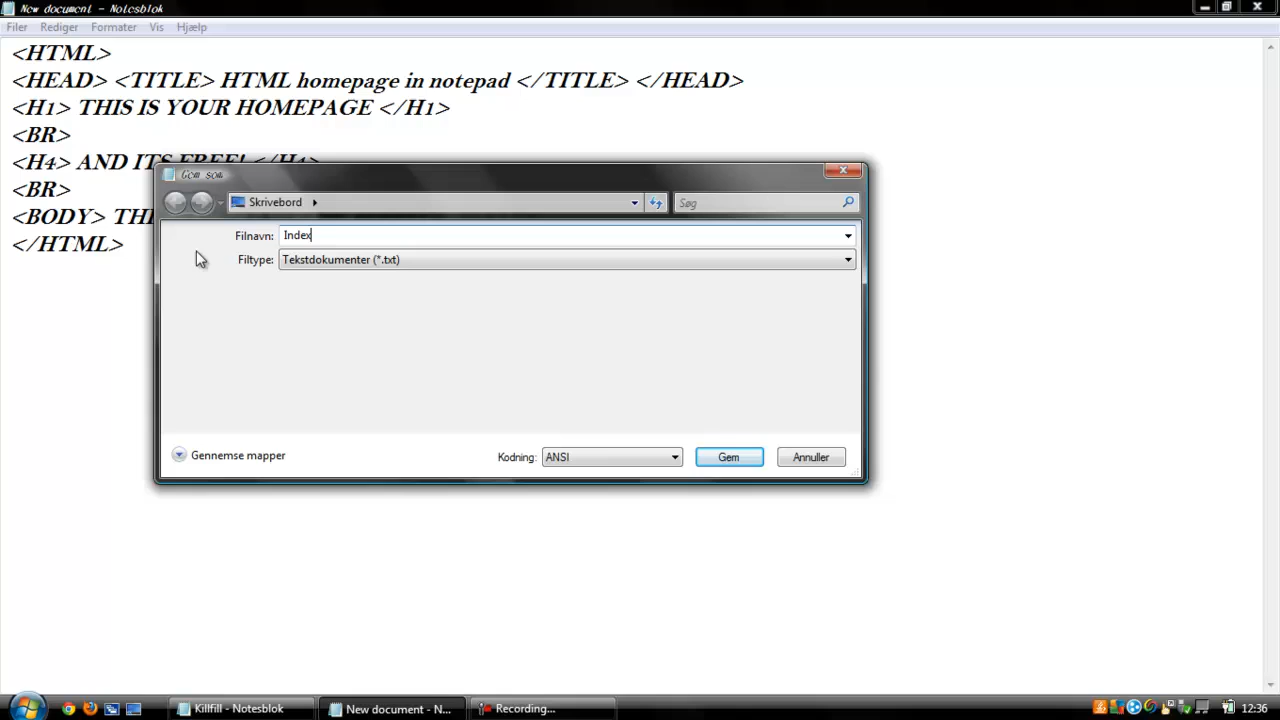 New document - Notesblok
Filer Rediger Formater Vis Hjælp
<HTML>
<HEAD> <TITLE> HTML homepage in notepad </TITLE> </HEAD>
<H1> THIS IS YOUR HOMEPAGE </H1>
<BR>
<H4> AND ITS FREE! </H4>
<BR>
<BODY> THI
</HTML>
Gem som
Skrivebord
Søg
Filnavn: Index
Filtype: Tekstdokumenter (*.txt)
Gennemse mapper
Kodning: ANSI
Gem
Annuller
Killfill - Notesblok
New document - N...
Recording...
12:36